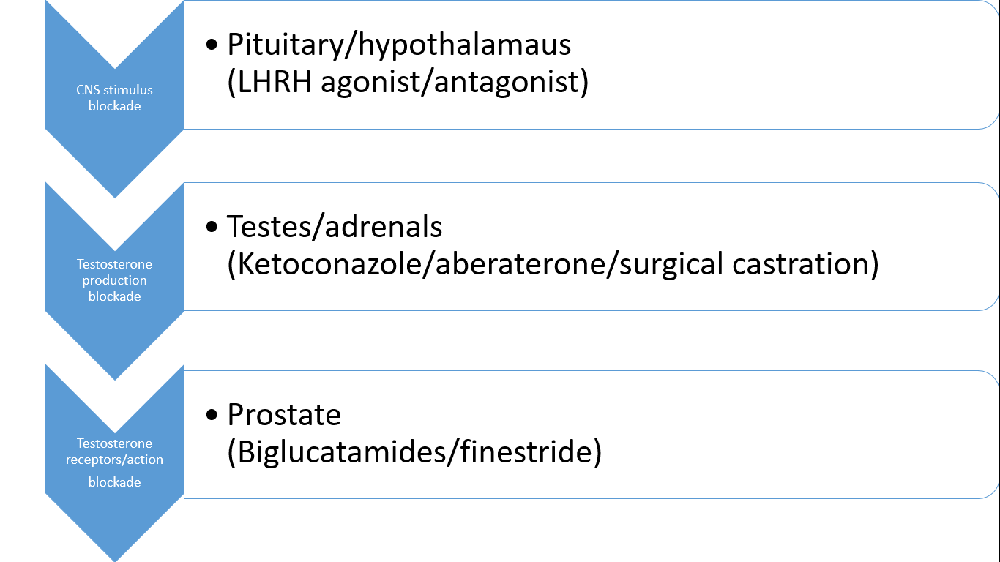 CNS stimulus
blockade
• Pituitary/hypothalamaus
(LHRH agonist/antagonist)
Testosterone
production
blockade
• Testes/adrenals
(Ketoconazole/aberaterone/surgical castration)
Testosterone
receptors/action
blockade
• Prostate
(Biglucatamides/finestride)